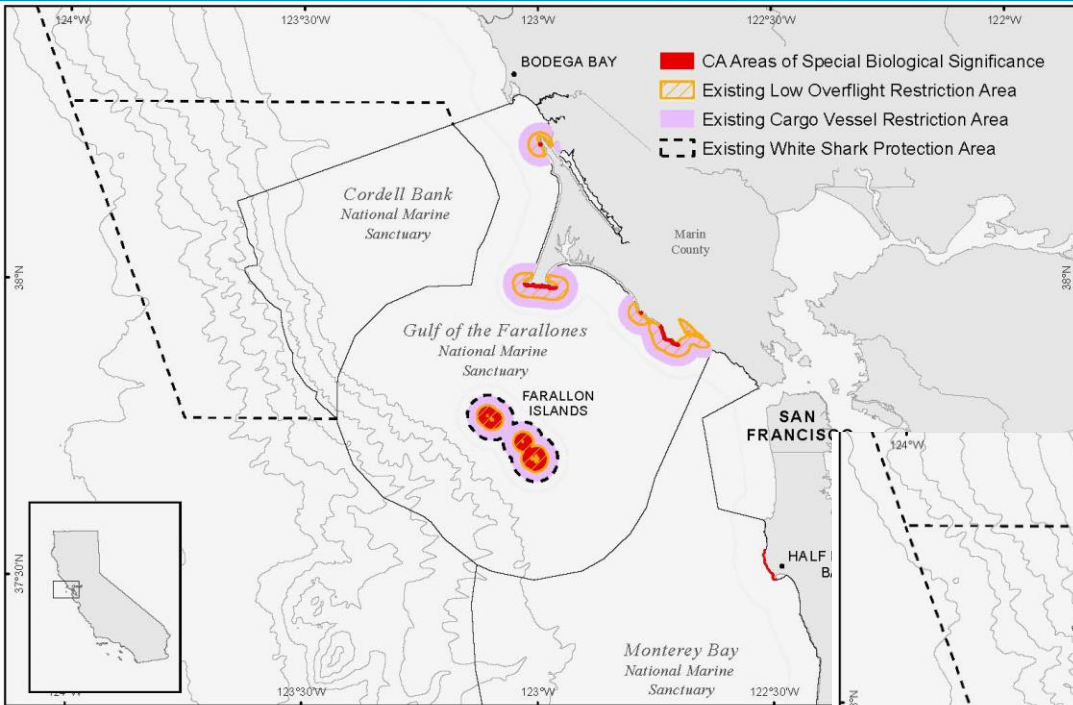 124°W
123°30'W
123°W
122°30'W
122°W
BODEGA BAY
CA Areas of Special Biological Significance
Existing Low Overflight Restriction Area
Existing Cargo Vessel Restriction Area
Existing White Shark Protection Area
Cordell Bank
National Marine
Sanctuary
Marin
County
38°N
38°N
Gulf of the Farallones
National Marine
Sanctuary
FARALLON
ISLANDS
SAN
FRANCISCO
124°W
37°30'N
HALF
Monterey Bay
National Marine
Sanctuary
124°W
123°30'W
123°W
122°30'W